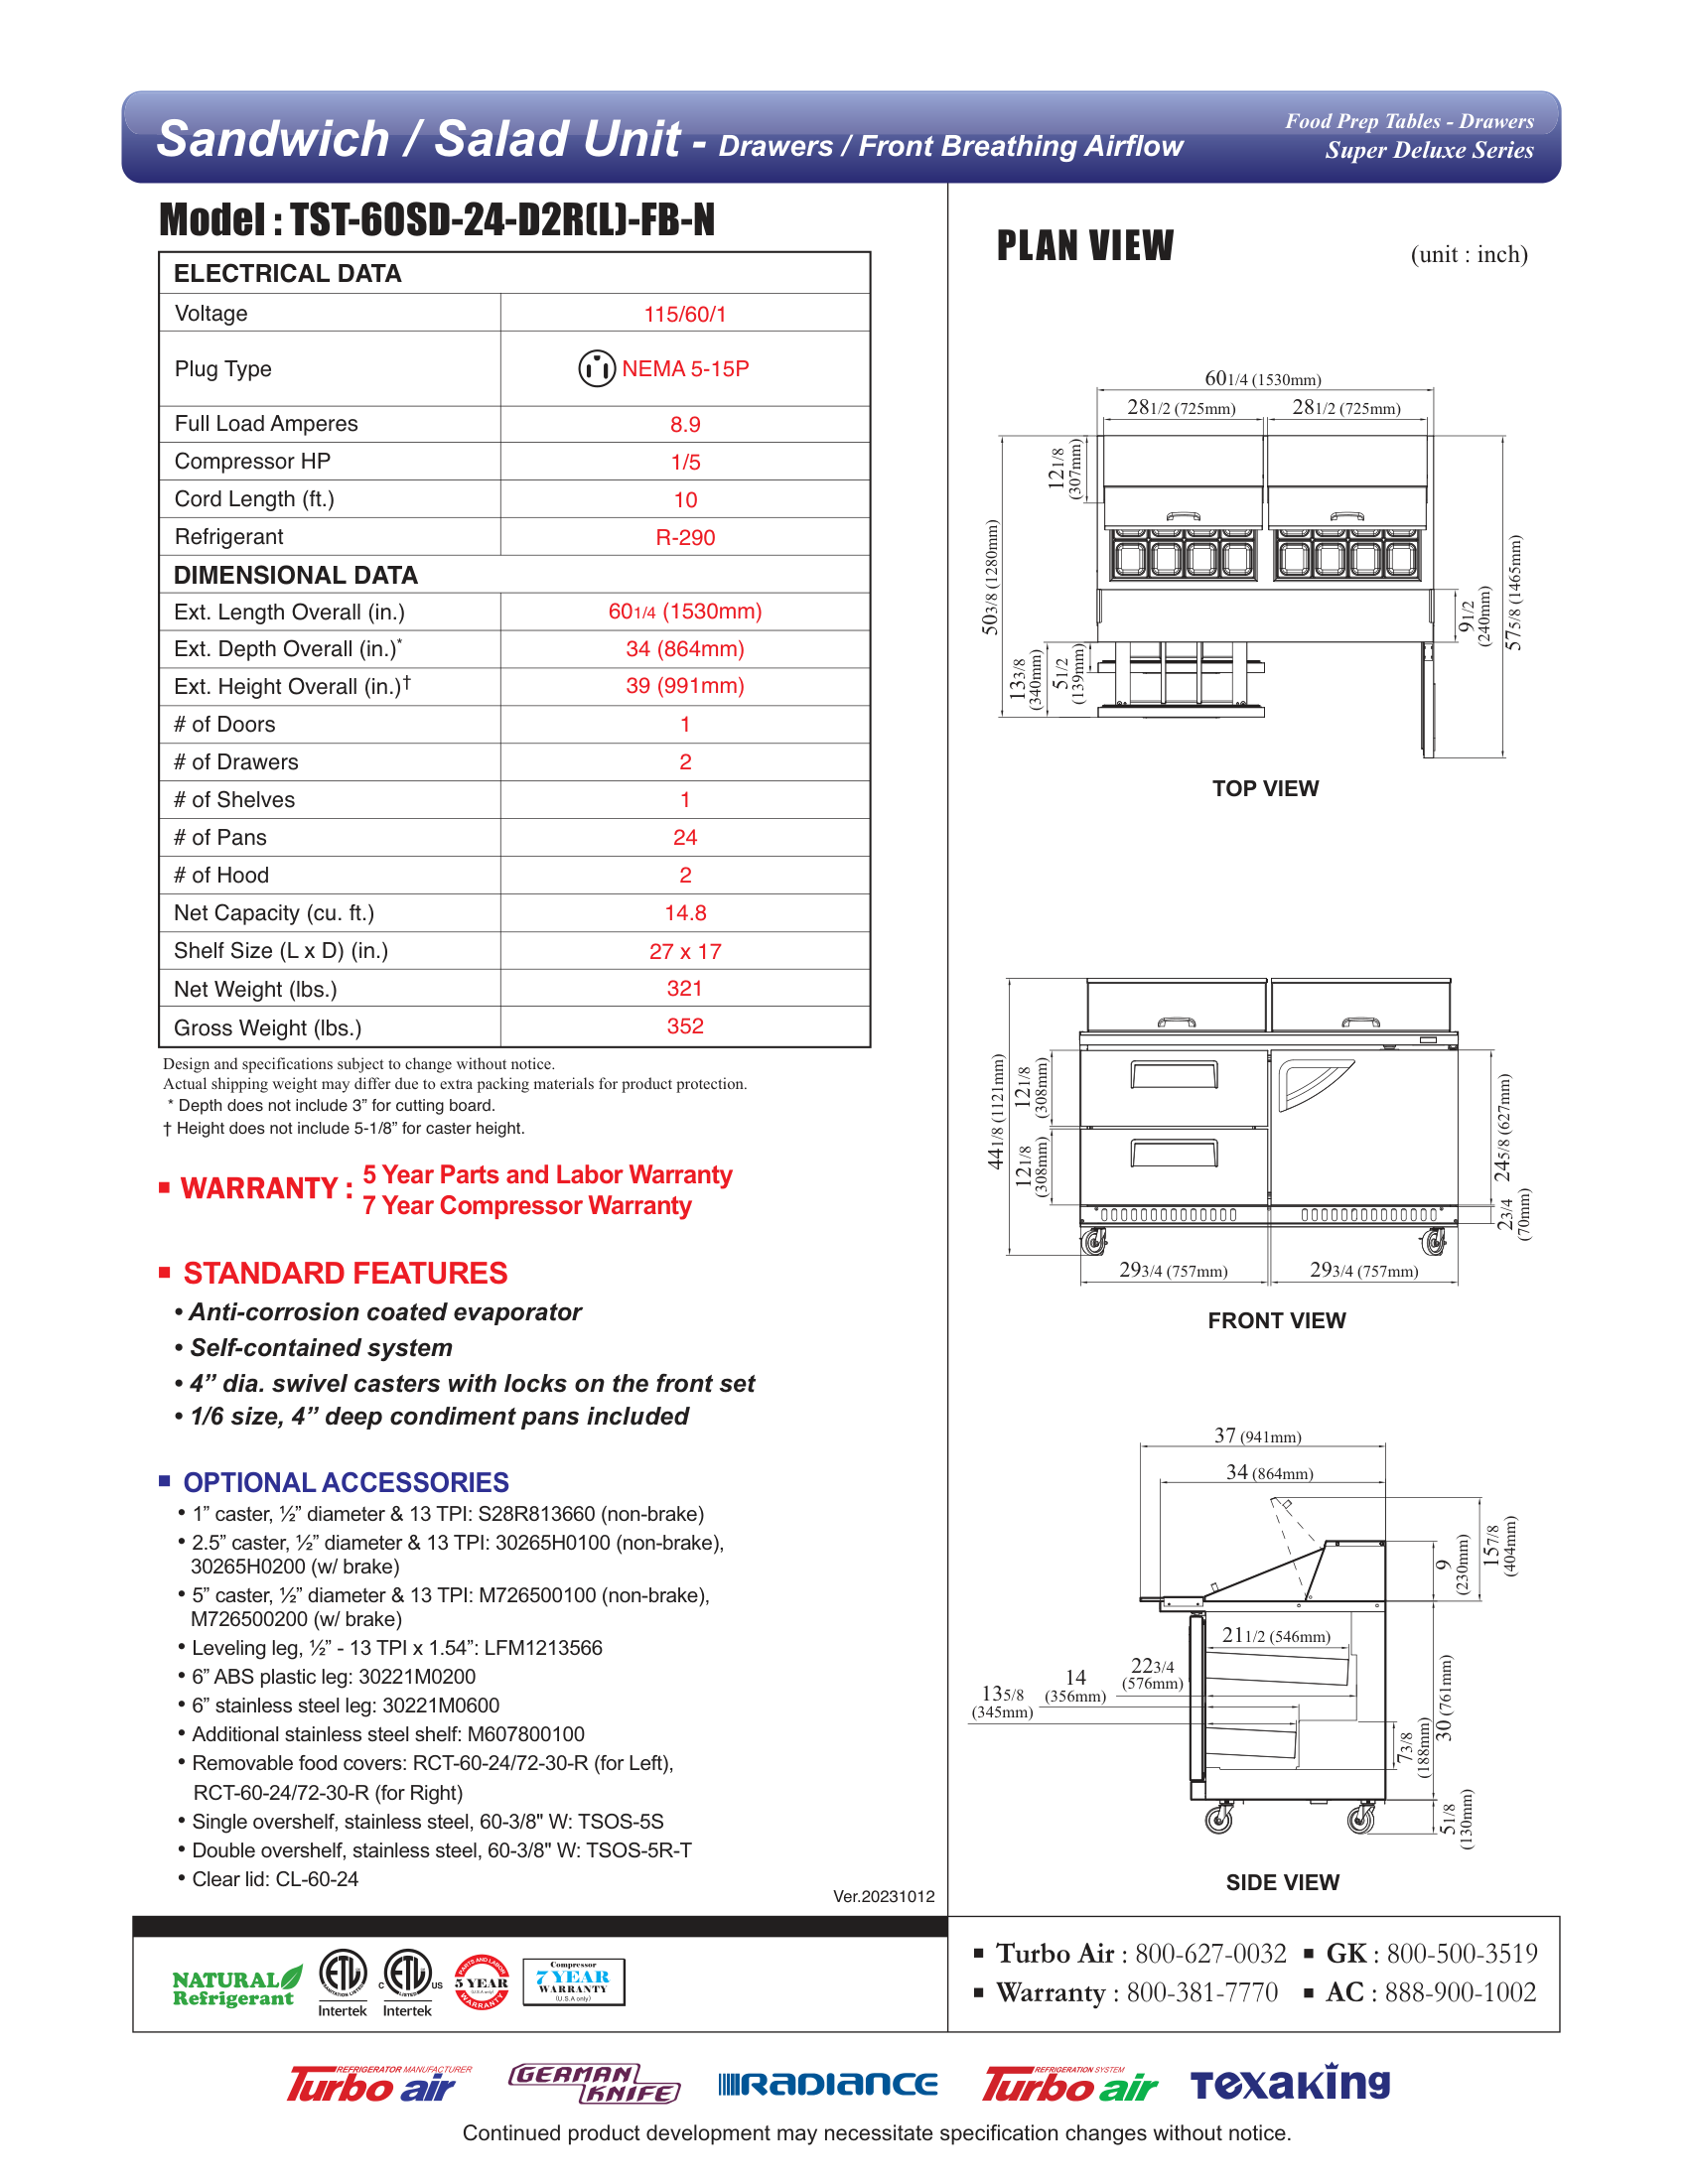 Sandwich / Salad Unit - Drawers / Front Breathing Airflow
Food Prep Tables - Drawers
Super Deluxe Series
Model : TST-60SD-24-D2R(L)-FB-N
ELECTRICAL DATA
Voltage 115/60/1
Plug Type NEMA 5-15P
Full Load Amperes 8.9
Compressor HP 1/5
Cord Length (ft.) 10
Refrigerant R-290
DIMENSIONAL DATA
Ext. Length Overall (in.) 60 1/4 (1530mm)
Ext. Depth Overall (in.)* 34 (864mm)
Ext. Height Overall (in.)† 39 (991mm)
# of Doors 1
# of Drawers 2
# of Shelves 1
# of Pans 24
# of Hood 2
Net Capacity (cu. ft.) 14.8
Shelf Size (L x D) (in.) 27 x 17
Net Weight (lbs.) 321
Gross Weight (lbs.) 352
Design and specifications subject to change without notice.
Actual shipping weight may differ due to extra packing materials for product protection.
* Depth does not include 3” for cutting board.
† Height does not include 5-1/8” for caster height.
▪ WARRANTY : 5 Year Parts and Labor Warranty
7 Year Compressor Warranty
▪ STANDARD FEATURES
• Anti-corrosion coated evaporator
• Self-contained system
• 4” dia. swivel casters with locks on the front set
• 1/6 size, 4” deep condiment pans included
▪ OPTIONAL ACCESSORIES
• 1” caster, ½” diameter & 13 TPI: S28R813660 (non-brake)
• 2.5” caster, ½” diameter & 13 TPI: 30265H0100 (non-brake),
30265H0200 (w/ brake)
• 5” caster, ½” diameter & 13 TPI: M726500100 (non-brake),
M726500200 (w/ brake)
• Leveling leg, ½” - 13 TPI x 1.54”: LFM1213566
• 6” ABS plastic leg: 30221M0200
• 6” stainless steel leg: 30221M0600
• Additional stainless steel shelf: M607800100
• Removable food covers: RCT-60-24/72-30-R (for Left),
RCT-60-24/72-30-R (for Right)
• Single overshelf, stainless steel, 60-3/8" W: TSOS-5S
• Double overshelf, stainless steel, 60-3/8" W: TSOS-5R-T
• Clear lid: CL-60-24
Ver.20231012
PLAN VIEW
(unit : inch)
60 1/4 (1530mm)
28 1/2 (725mm)
28 1/2 (725mm)
12 1/8
(307mm)
50 3/8 (1280mm)
13 3/8
(340mm)
5 1/2
(139mm)
9 1/2
(240mm)
57 5/8 (1465mm)
TOP VIEW
44 1/8 (1121mm)
12 1/8
(308mm)
12 1/8
(308mm)
24 5/8 (627mm)
2 3/4
(70mm)
29 3/4 (757mm)
29 3/4 (757mm)
FRONT VIEW
37 (941mm)
34 (864mm)
15 7/8
(404mm)
9
(230mm)
21 1/2 (546mm)
22 3/4
(576mm)
14
(356mm)
13 5/8
(345mm)
30 (761mm)
7 3/8
(188mm)
5 1/8
(130mm)
SIDE VIEW
NATURAL
Refrigerant
ETL
SANITATION LISTED
Intertek
C ETL US
LISTED
Intertek
PARTS AND LABOR
5 YEAR
(U.S.A only)
WARRANTY
Compressor
7 YEAR
WARRANTY
(U.S.A only)
▪ Turbo Air : 800-627-0032
▪ GK : 800-500-3519
▪ Warranty : 800-381-7770
▪ AC : 888-900-1002
REFRIGERATOR MANUFACTURER
Turbo air
GERMAN
KNIFE
RADIANCE
REFRIGERATION SYSTEM
Turbo air
TEXAKING
Continued product development may necessitate specification changes without notice.